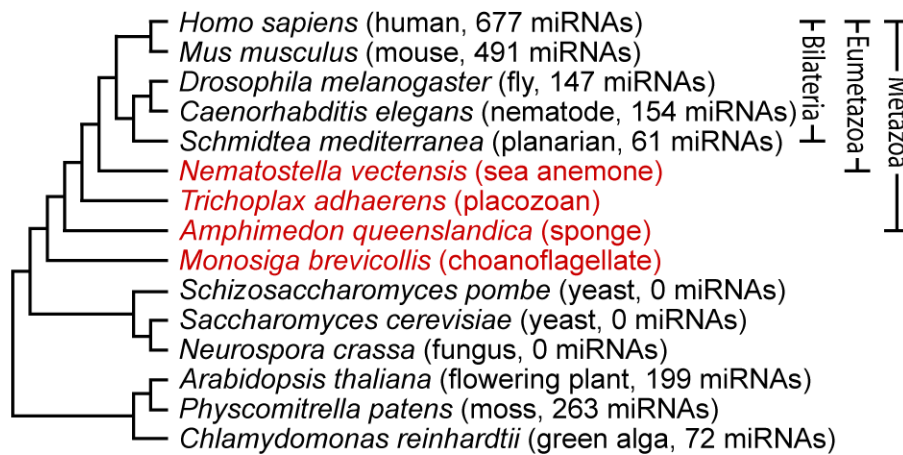 Homo sapiens (human, 677 miRNAs)
Mus musculus (mouse, 491 miRNAs)
Drosophila melanogaster (fly, 147 miRNAs)
Caenorhabditis elegans (nematode, 154 miRNAs)
Schmidtea mediterranea (planarian, 61 miRNAs)
Nematostella vectensis (sea anemone)
Trichoplax adhaerens (placozoan)
Amphimedon queenslandica (sponge)
Monosiga brevicollis (choanoflagellate)
Schizosaccharomyces pombe (yeast, 0 miRNAs)
Saccharomyces cerevisiae (yeast, 0 miRNAs)
Neurospora crassa (fungus, 0 miRNAs)
Arabidopsis thaliana (flowering plant, 199 miRNAs)
Physcomitrella patens (moss, 263 miRNAs)
Chlamydomonas reinhardtii (green alga, 72 miRNAs)
Bilateria
Eumetazoa
Metazoa